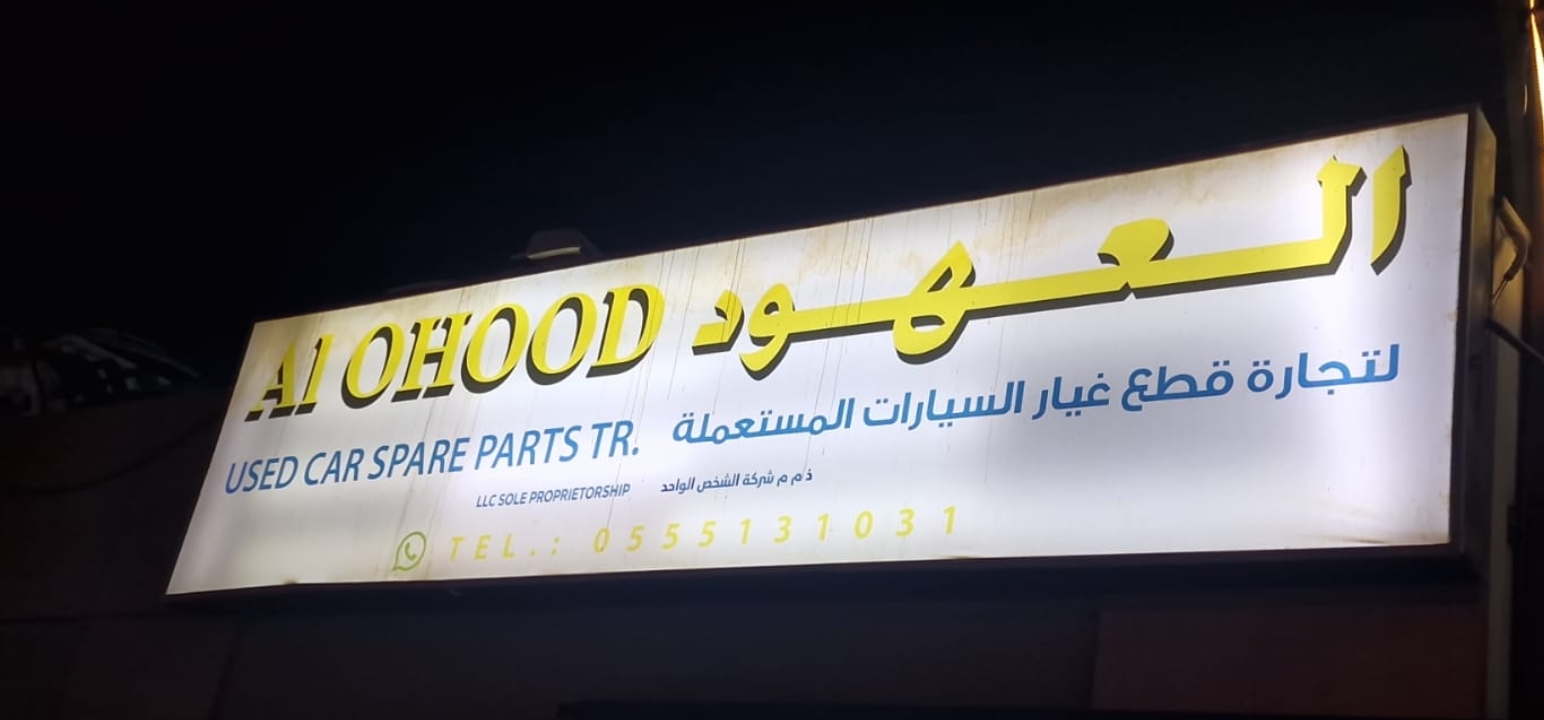 Al OHOOD العهود
USED CAR SPARE PARTS TR. لتجارة قطع غيار السيارات المستعملة
LLC SOLE PROPRIETORSHIP ذ م م شركة الشخص الواحد
TEL.: 0555131031